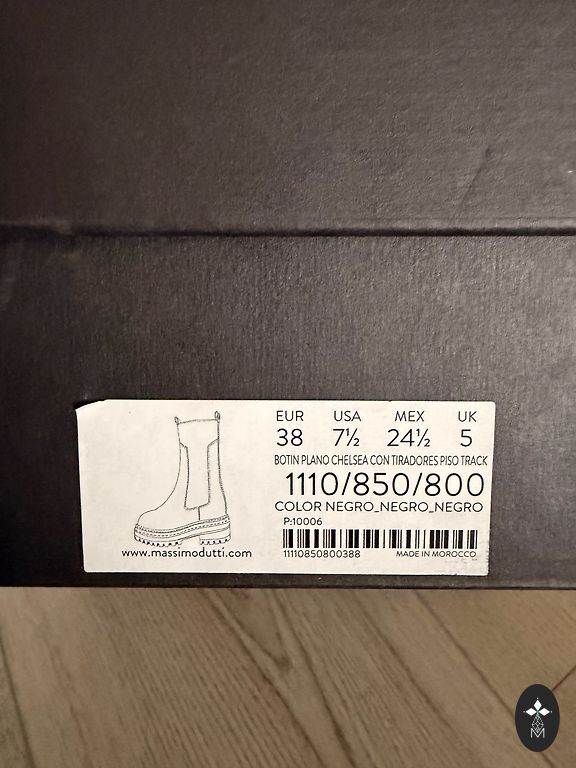 EUR USA MEX UK
38 7½ 24½ 5
BOTIN PLANO CHELSEA CON TIRADORES PISO TRACK
1110/850/800
COLOR NEGRO_NEGRO_NEGRO
P:10006
11110850800388 MADE IN MOROCCO
www.massimodutti.com
M